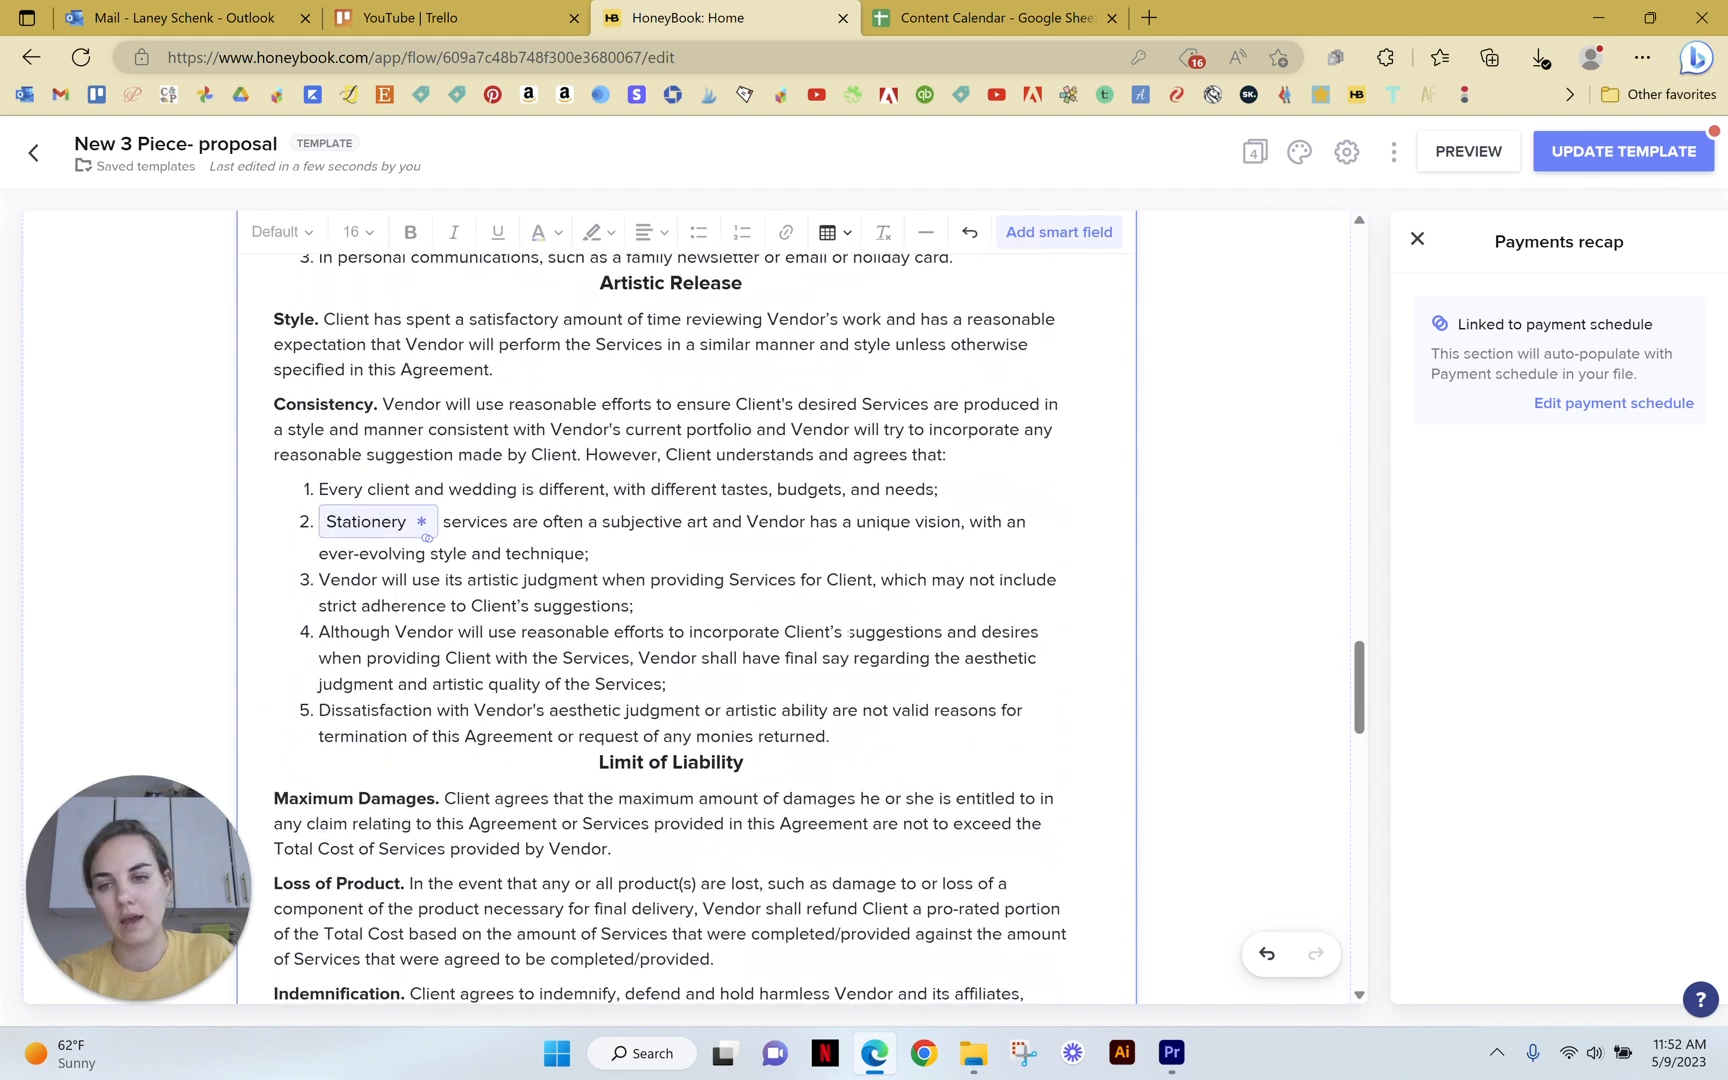 Mail - Laney Schenk - Outlook
YouTube | Trello
HoneyBook: Home
Content Calendar - Google Shee
https://www.honeybook.com/app/flow/609a7c48b748f300e3680067/edit
16
Other favorites
New 3 Piece- proposal
TEMPLATE
Saved templates
Last edited in a few seconds by you
4
PREVIEW
UPDATE TEMPLATE
Default
16
B
I
U
A
Add smart field
3. In personal communications, such as a family newsletter or email or holiday card.
Artistic Release
Style. Client has spent a satisfactory amount of time reviewing Vendor’s work and has a reasonable
expectation that Vendor will perform the Services in a similar manner and style unless otherwise
specified in this Agreement.
Consistency. Vendor will use reasonable efforts to ensure Client's desired Services are produced in
a style and manner consistent with Vendor's current portfolio and Vendor will try to incorporate any
reasonable suggestion made by Client. However, Client understands and agrees that:
1. Every client and wedding is different, with different tastes, budgets, and needs;
2. Stationery * services are often a subjective art and Vendor has a unique vision, with an
ever-evolving style and technique;
3. Vendor will use its artistic judgment when providing Services for Client, which may not include
strict adherence to Client’s suggestions;
4. Although Vendor will use reasonable efforts to incorporate Client’s suggestions and desires
when providing Client with the Services, Vendor shall have final say regarding the aesthetic
judgment and artistic quality of the Services;
5. Dissatisfaction with Vendor's aesthetic judgment or artistic ability are not valid reasons for
termination of this Agreement or request of any monies returned.
Limit of Liability
Maximum Damages. Client agrees that the maximum amount of damages he or she is entitled to in
any claim relating to this Agreement or Services provided in this Agreement are not to exceed the
Total Cost of Services provided by Vendor.
Loss of Product. In the event that any or all product(s) are lost, such as damage to or loss of a
component of the product necessary for final delivery, Vendor shall refund Client a pro-rated portion
of the Total Cost based on the amount of Services that were completed/provided against the amount
of Services that were agreed to be completed/provided.
Indemnification. Client agrees to indemnify, defend and hold harmless Vendor and its affiliates,
Payments recap
Linked to payment schedule
This section will auto-populate with
Payment schedule in your file.
Edit payment schedule
?
62°F
Sunny
Search
N
Ai
Pr
11:52 AM
5/9/2023